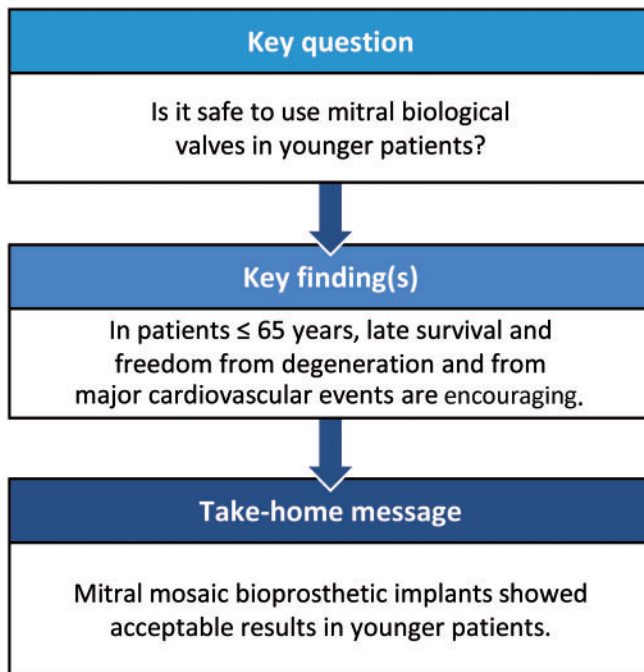 Key question
Is it safe to use mitral biological
valves in younger patients?
Key finding(s)
In patients ≤ 65 years, late survival and
freedom from degeneration and from
major cardiovascular events are encouraging.
Take-home message
Mitral mosaic bioprosthetic implants showed
acceptable results in younger patients.